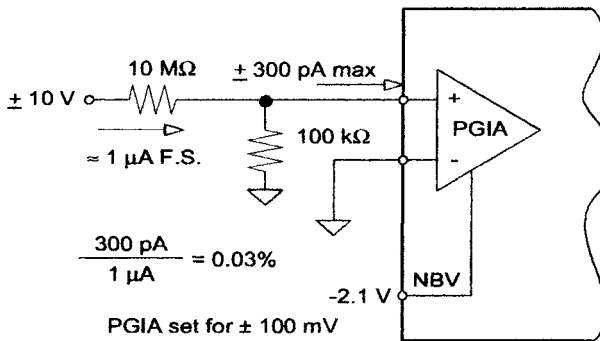 10 MΩ
± 300 pA max
± 10 V
+
PGIA
-
100 kΩ
≈ 1 μA F.S.
300 pA
1 μA
= 0.03%
NBV
-2.1 V
PGIA set for ± 100 mV